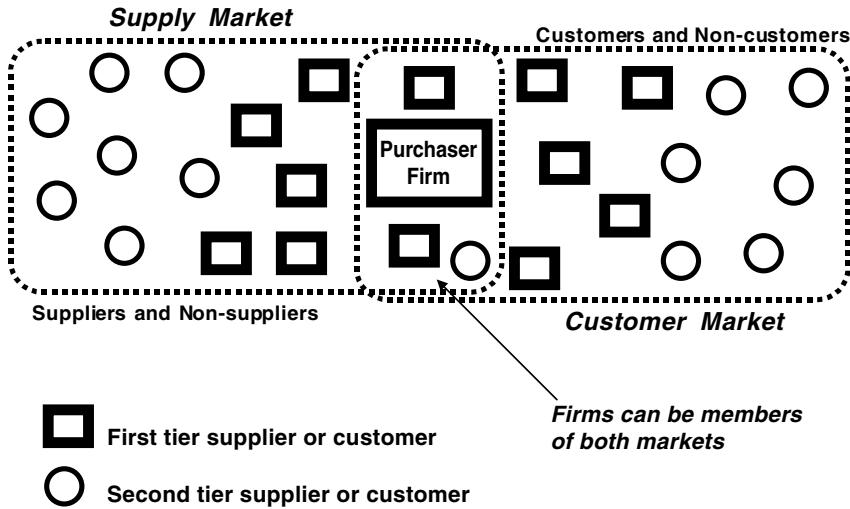 Supply Market
Customers and Non-customers
Purchaser
Firm
Suppliers and Non-suppliers
Customer Market
Firms can be members
of both markets
First tier supplier or customer
Second tier supplier or customer